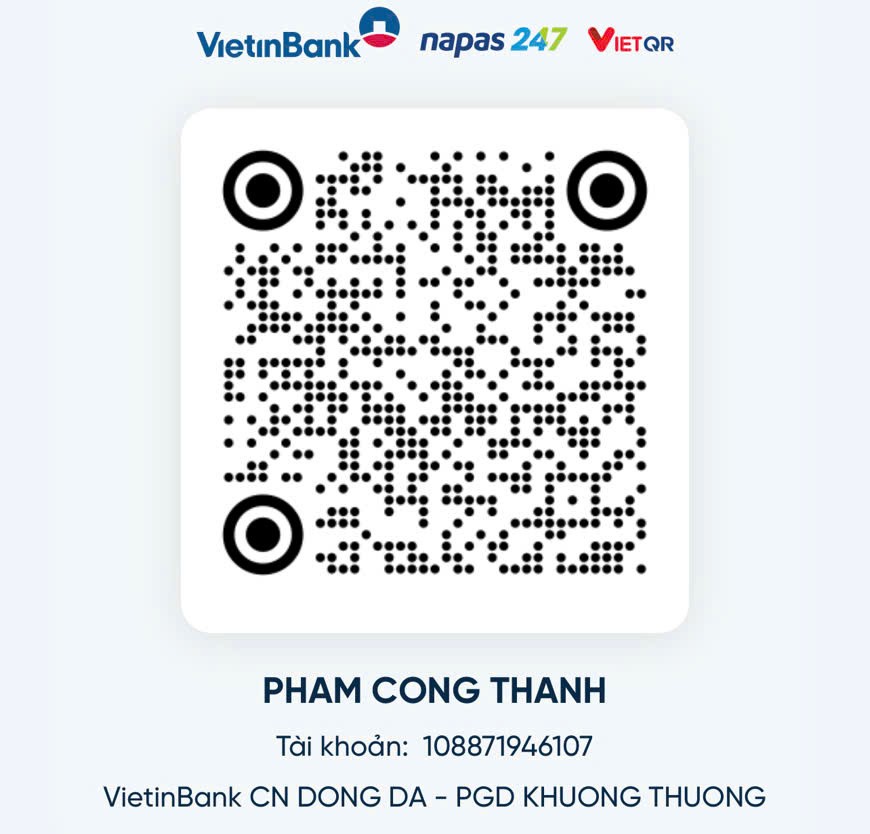 VietinBank napas 247 VIETQR
PHAM CONG THANH
Tài khoản: 108871946107
VietinBank CN DONG DA - PGD KHUONG THUONG